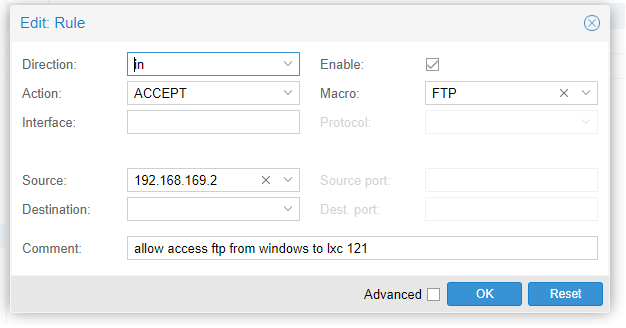 Edit: Rule
Direction: in Enable:
Action: ACCEPT Macro: FTP
Interface: Protocol:
Source: 192.168.169.2 Source port:
Destination: Dest. port:
Comment: allow access ftp from windows to lxc 121
Advanced OK Reset